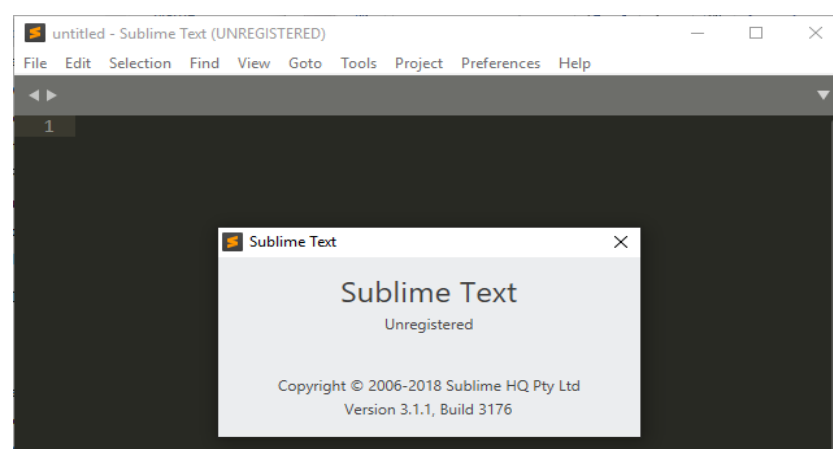 untitled - Sublime Text (UNREGISTERED)
File Edit Selection Find View Goto Tools Project Preferences Help
1
Sublime Text
Sublime Text
Unregistered
Copyright © 2006-2018 Sublime HQ Pty Ltd
Version 3.1.1, Build 3176